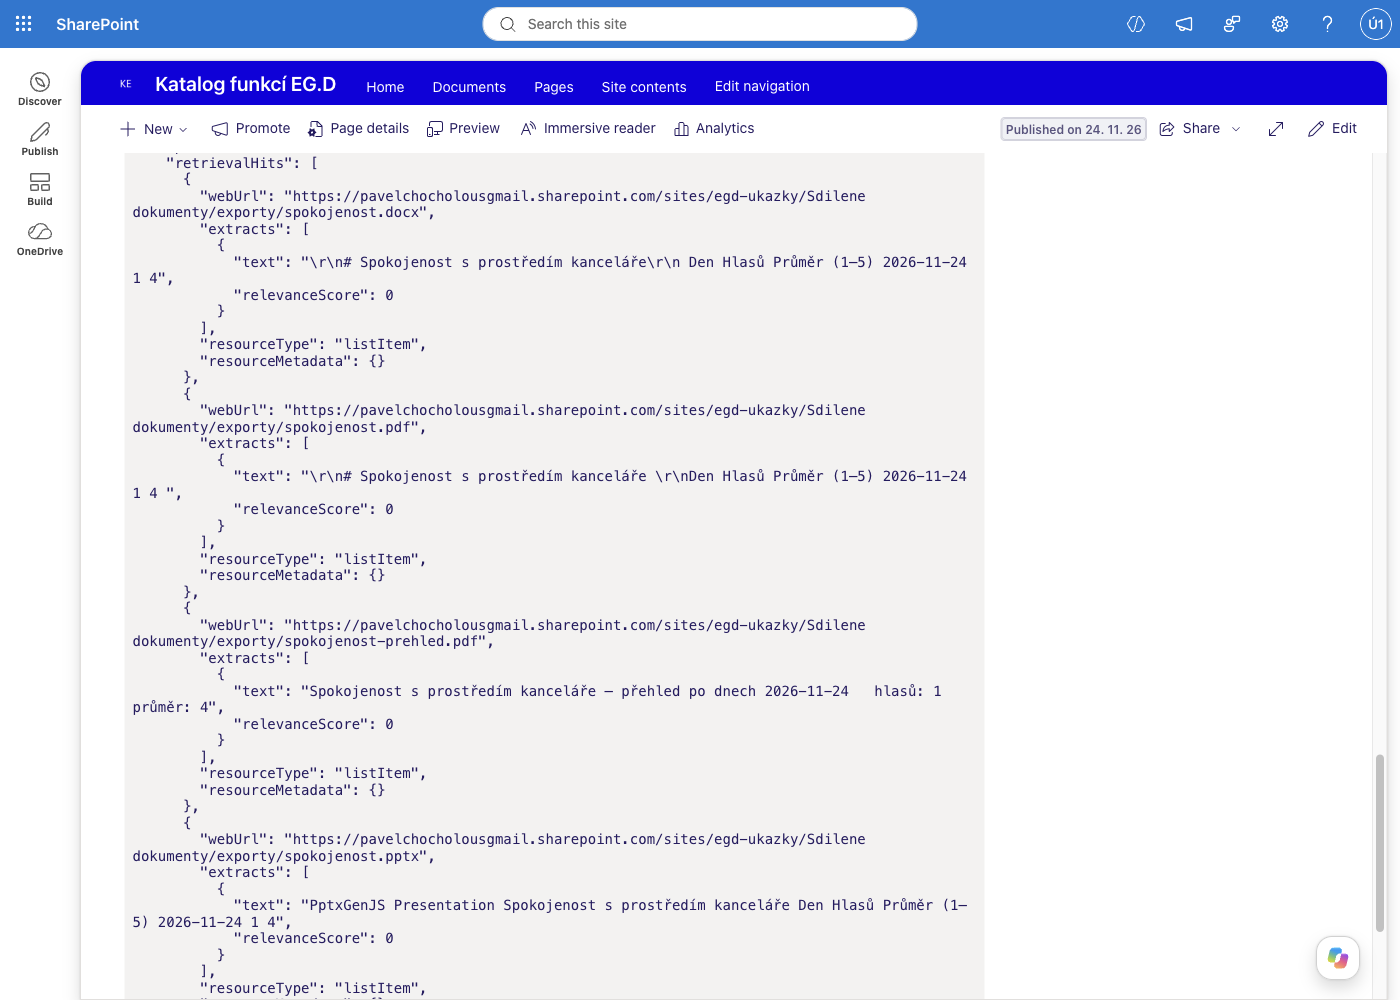 SharePoint
Search this site
Ú1
Discover
Publish
Build
OneDrive
KE
Katalog funkcí EG.D
Home
Documents
Pages
Site contents
Edit navigation
New
Promote
Page details
Preview
Immersive reader
Analytics
Published on 24. 11. 26
Share
Edit
"retrievalHits": [
{
"webUrl": "https://pavelchocholousgmail.sharepoint.com/sites/egd-ukazky/Sdilene
dokumenty/exporty/spokojenost.docx",
"extracts": [
{
"text": "\r\n# Spokojenost s prostředím kanceláře\r\n Den Hlasů Průměr (1–5) 2026-11-24
1 4",
"relevanceScore": 0
}
],
"resourceType": "listItem",
"resourceMetadata": {}
},
{
"webUrl": "https://pavelchocholousgmail.sharepoint.com/sites/egd-ukazky/Sdilene
dokumenty/exporty/spokojenost.pdf",
"extracts": [
{
"text": "\r\n# Spokojenost s prostředím kanceláře \r\nDen Hlasů Průměr (1–5) 2026-11-24
1 4 ",
"relevanceScore": 0
}
],
"resourceType": "listItem",
"resourceMetadata": {}
},
{
"webUrl": "https://pavelchocholousgmail.sharepoint.com/sites/egd-ukazky/Sdilene
dokumenty/exporty/spokojenost-prehled.pdf",
"extracts": [
{
"text": "Spokojenost s prostředím kanceláře — přehled po dnech 2026-11-24   hlasů: 1
průměr: 4",
"relevanceScore": 0
}
],
"resourceType": "listItem",
"resourceMetadata": {}
},
{
"webUrl": "https://pavelchocholousgmail.sharepoint.com/sites/egd-ukazky/Sdilene
dokumenty/exporty/spokojenost.pptx",
"extracts": [
{
"text": "PptxGenJS Presentation Spokojenost s prostředím kanceláře Den Hlasů Průměr (1–
5) 2026-11-24 1 4",
"relevanceScore": 0
}
],
"resourceType": "listItem",